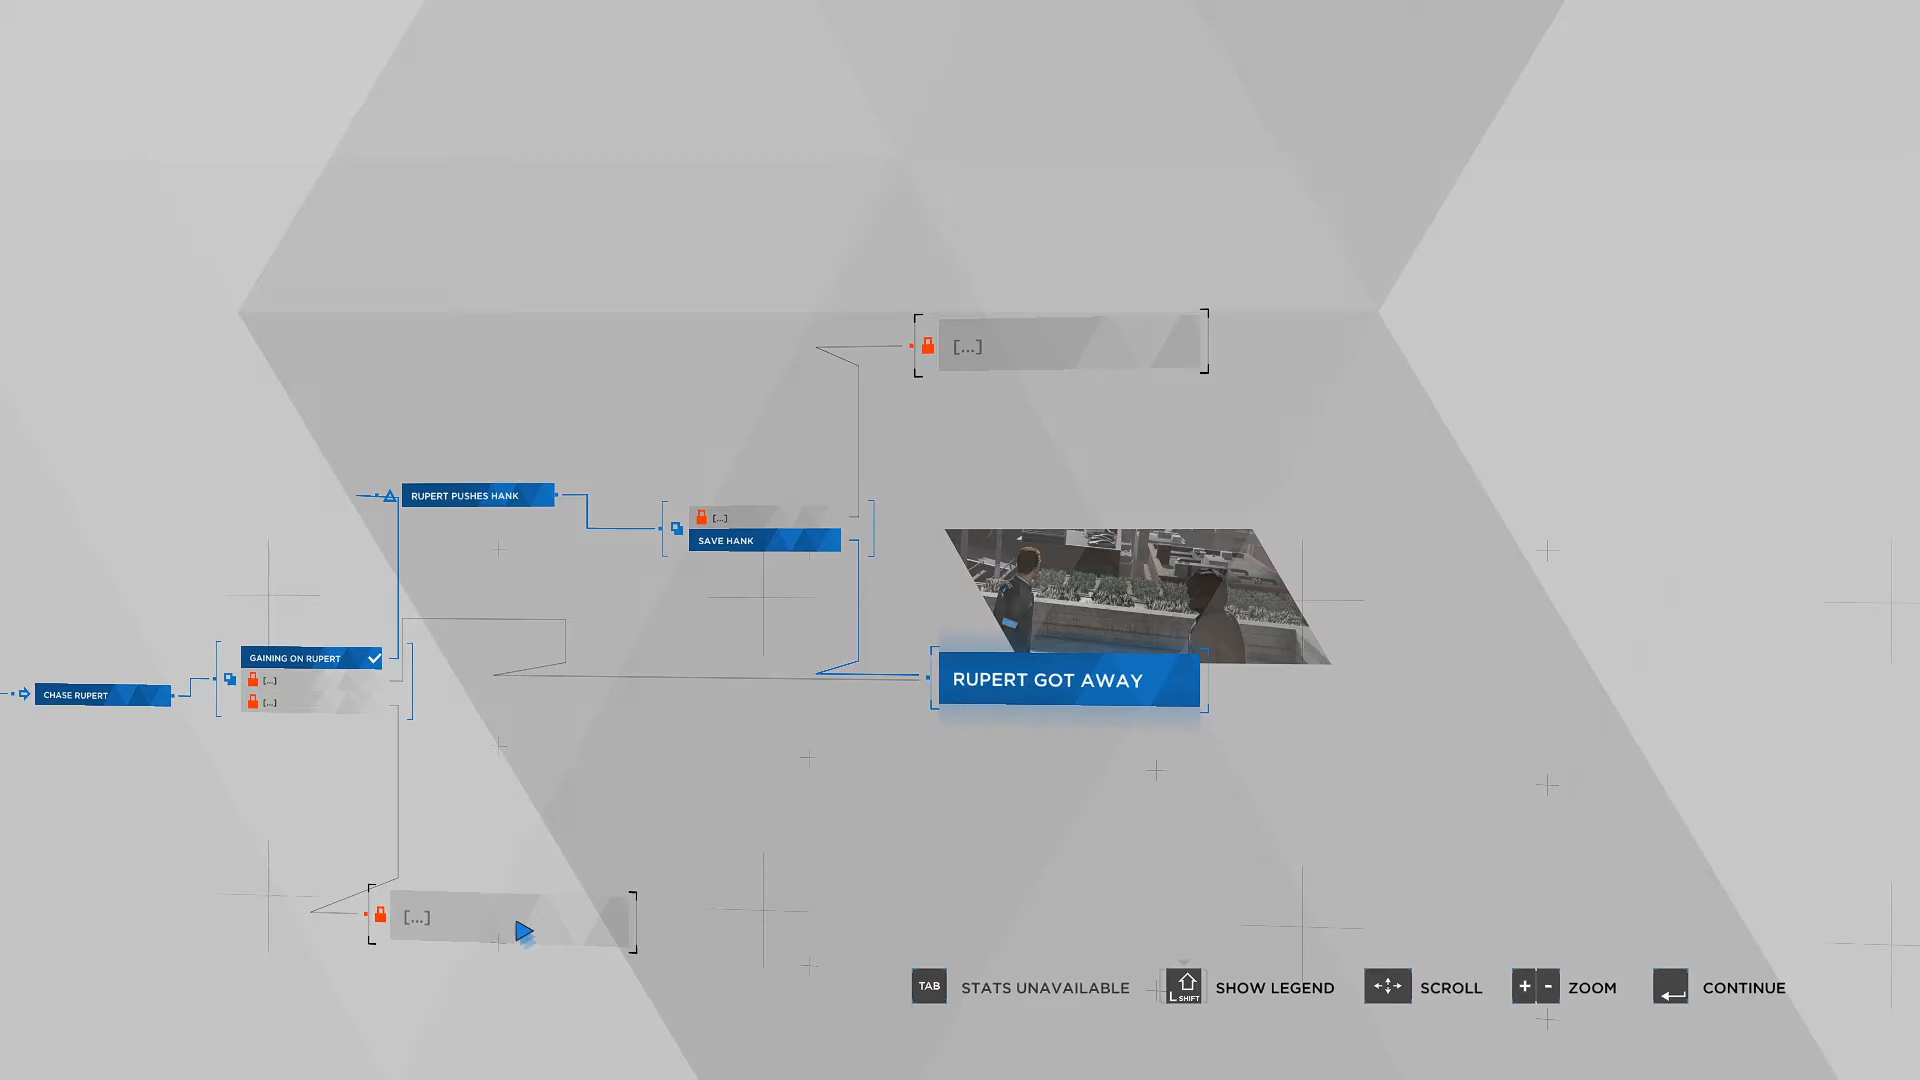 [...]
RUPERT PUSHES HANK
[...]
SAVE HANK
GAINING ON RUPERT
[...]
[...]
CHASE RUPERT
RUPERT GOT AWAY
[...]
TAB STATS UNAVAILABLE L SHIFT SHOW LEGEND SCROLL + - ZOOM CONTINUE